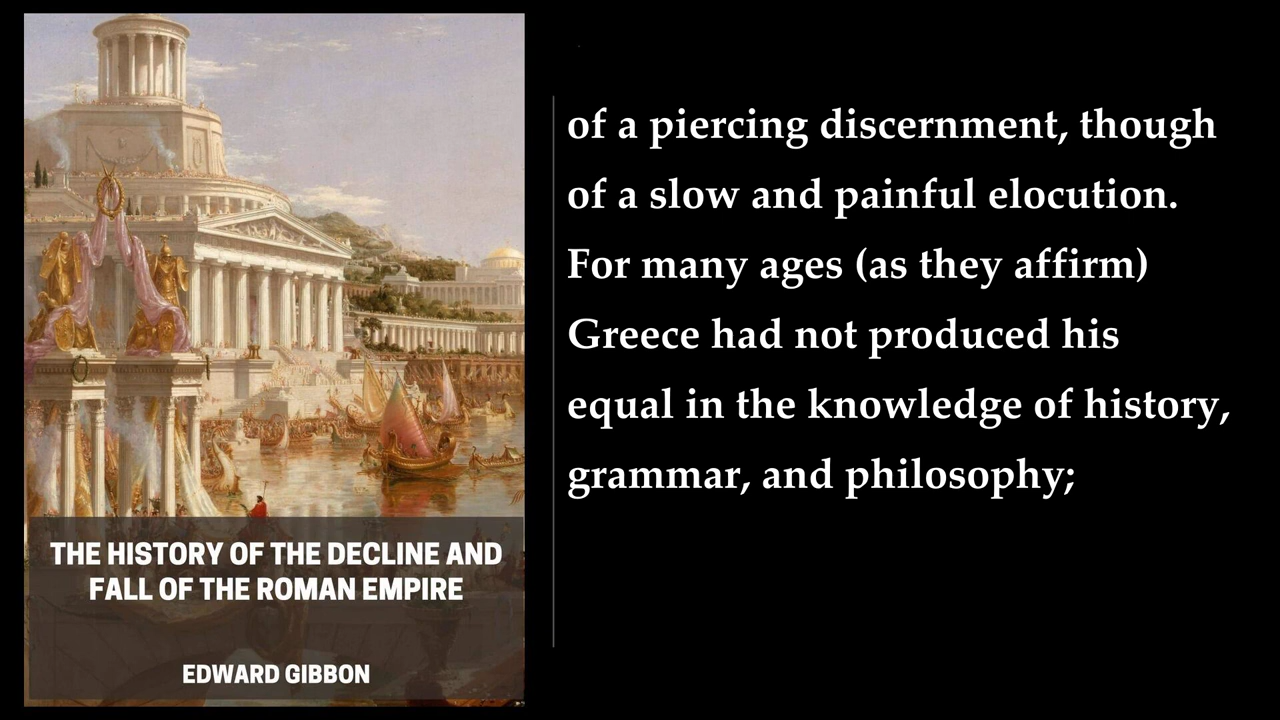 THE HISTORY OF THE DECLINE AND
FALL OF THE ROMAN EMPIRE
EDWARD GIBBON
of a piercing discernment, though
of a slow and painful elocution.
For many ages (as they affirm)
Greece had not produced his
equal in the knowledge of history,
grammar, and philosophy;